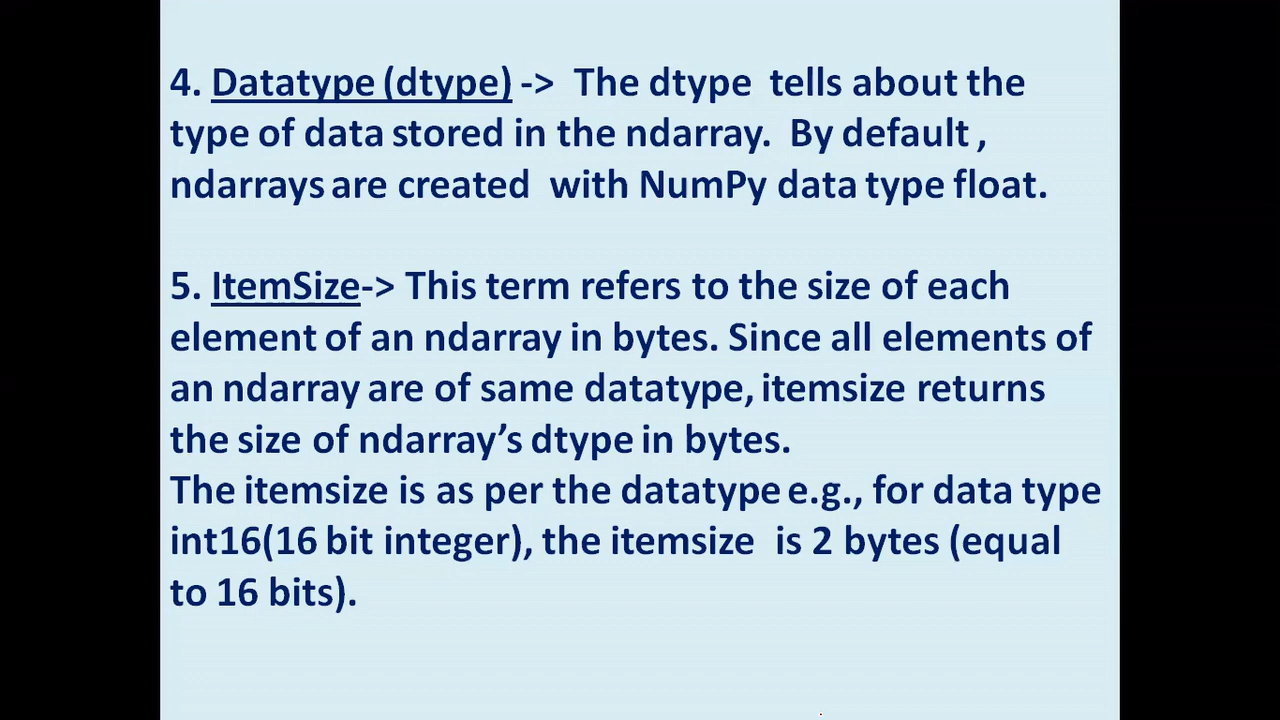 4. Datatype (dtype) -> The dtype tells about the
type of data stored in the ndarray. By default ,
ndarrays are created with NumPy data type float.
5. ItemSize-> This term refers to the size of each
element of an ndarray in bytes. Since all elements of
an ndarray are of same datatype, itemsize returns
the size of ndarray’s dtype in bytes.
The itemsize is as per the datatype e.g., for data type
int16(16 bit integer), the itemsize is 2 bytes (equal
to 16 bits).